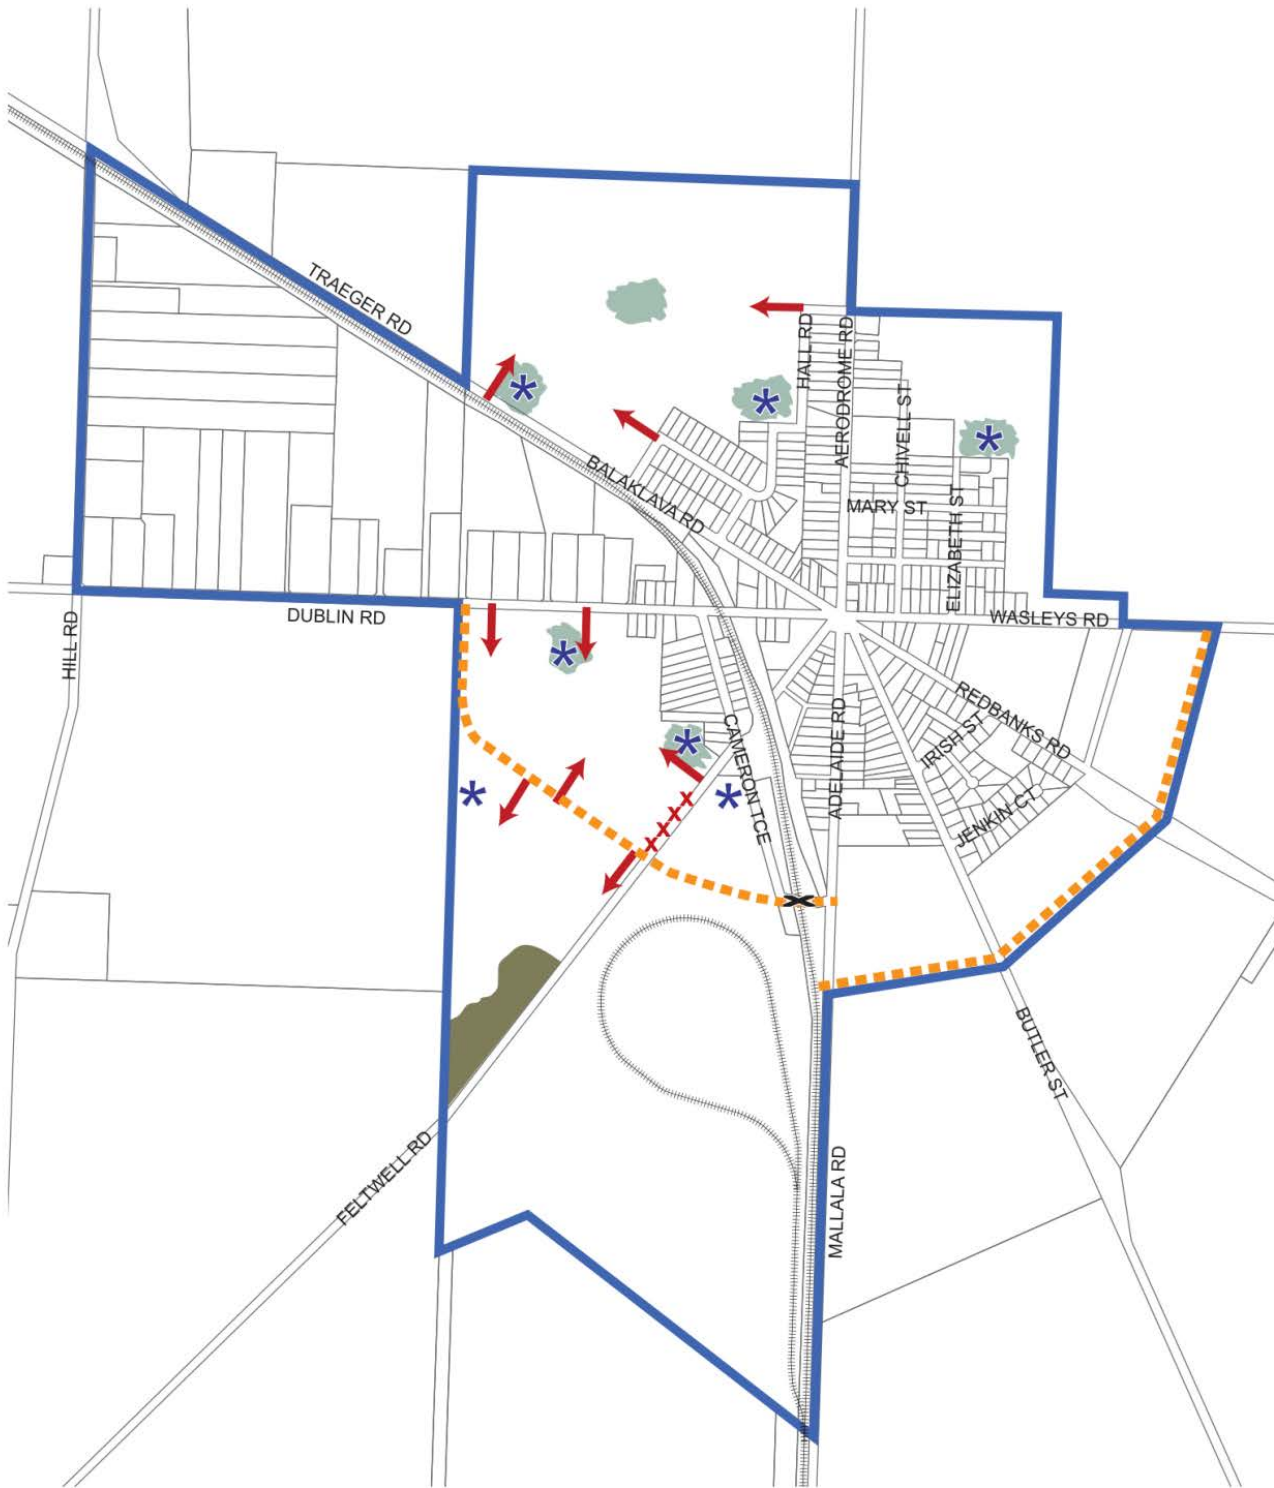 TRAEGER RD
HALL RD
AERODROME RD
CHIVELL ST
BALAKLAVA RD
MARY ST
ELIZABETH ST
DUBLIN RD
WASLEYS RD
HILL RD
REDBANKS RD
IRISH ST
CAMERON TCE
ADELAIDE RD
JENKIN CT
X
X
X
X
BUTLER ST
FELTWELL RD
MALLALA RD